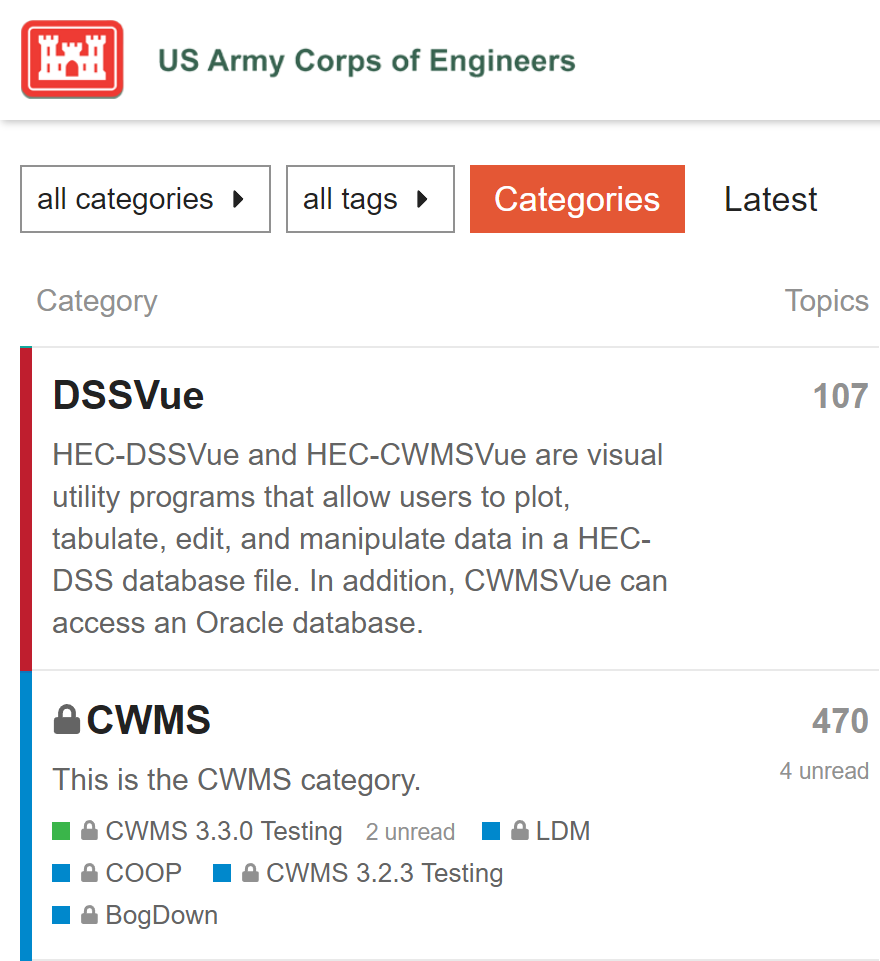 US Army Corps of Engineers
all categories all tags Categories Latest
Category Topics
DSSVue 107
HEC-DSSVue and HEC-CWMSVue are visual
utility programs that allow users to plot,
tabulate, edit, and manipulate data in a HEC-
DSS database file. In addition, CWMSVue can
access an Oracle database.
CWMS 470
This is the CWMS category. 4 unread
CWMS 3.3.0 Testing 2 unread LDM
COOP CWMS 3.2.3 Testing
BogDown